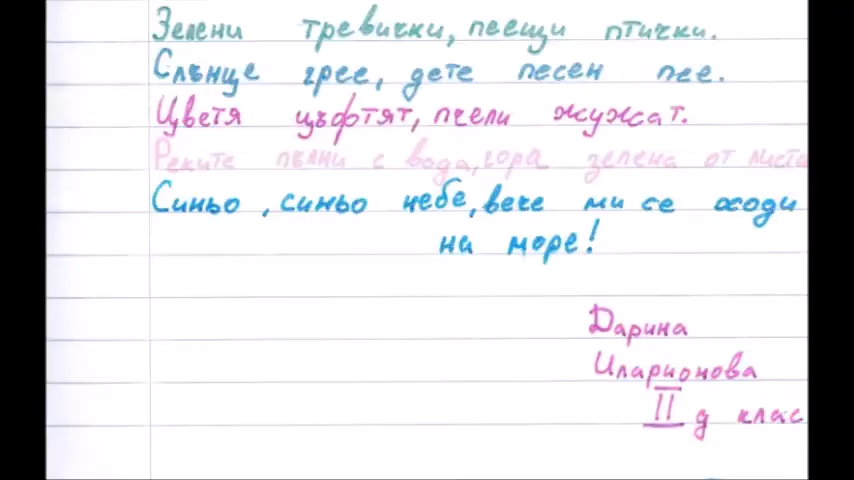 Зелени тревички, пеещи птички.
Слънце грее, дете песен пее.
Цветя цъфтят, пчели жужат.
Реките пълни с вода, гора зелена от листа
Синьо, синьо небе, вече ми се ходи
на море!
Дарина
Иларионова
II д клас